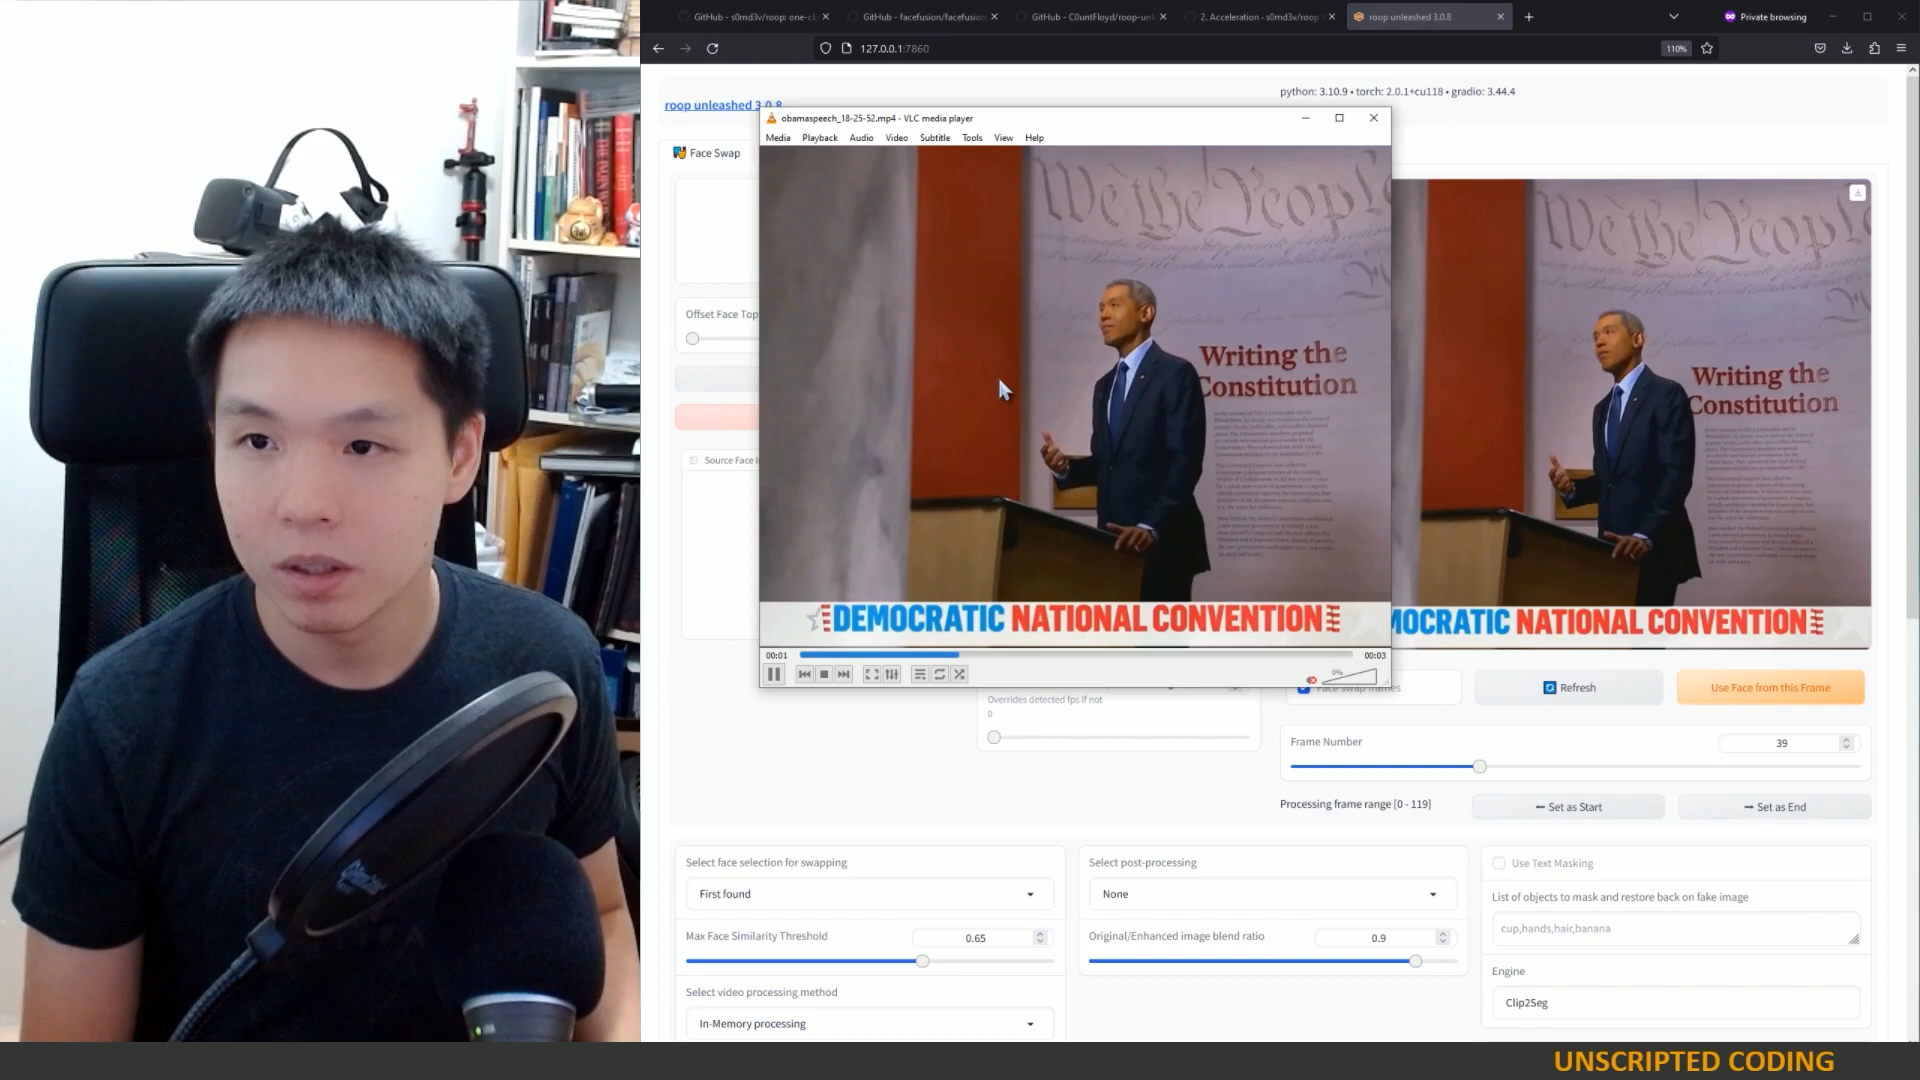 GitHub - s0md3v/roop: one-cli
GitHub - facefusion/facefusion
GitHub - C0untFloyd/roop-unl
2. Acceleration · s0md3v/roop
roop unleashed 3.0.8
Private browsing
127.0.0.1:7860
110%
roop unleashed 3.0.8
python: 3.10.9 • torch: 2.0.1+cu118 • gradio: 3.44.4
obamaspeech_18-25-52.mp4 - VLC media player
Media Playback Audio Video Subtitle Tools View Help
Face Swap
We the People
We the Peopl
Offset Face Top
Writing the
Constitution
Writing the
Constitution
Source Face I
DEMOCRATIC NATIONAL CONVENTION
MOCRATIC NATIONAL CONVENTION
00:01
00:03
0%
Face swap frames
Refresh
Use Face from this Frame
Overrides detected fps if not
0
Frame Number
39
Processing frame range [0 - 119]
Set as Start
Set as End
Select face selection for swapping
First found
Max Face Similarity Threshold
0.65
Select video processing method
In-Memory processing
Select post-processing
None
Original/Enhanced image blend ratio
0.9
Use Text Masking
List of objects to mask and restore back on fake image
cup,hands,hair,banana
Engine
Clip2Seg
UNSCRIPTED CODING